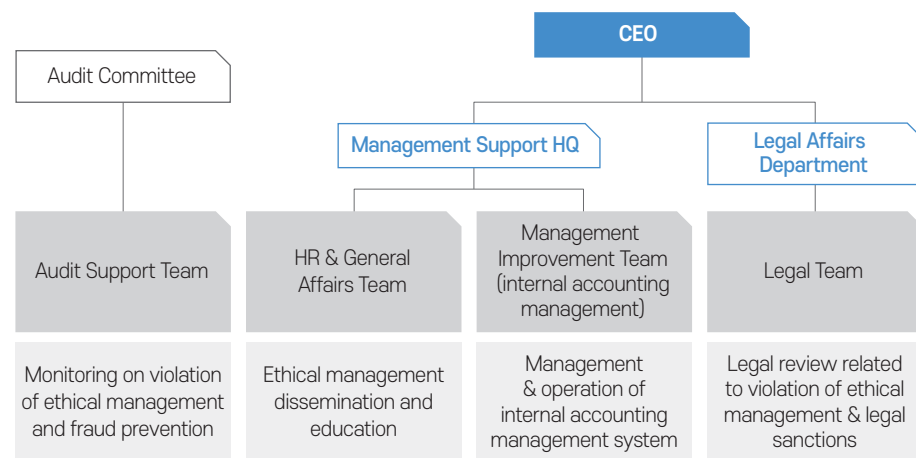 CEO
Audit Committee
Management Support HQ
Legal Affairs
Department
Audit Support Team
HR & General
Affairs Team
Management
Improvement Team
(internal accounting
management)
Legal Team
Monitoring on violation
of ethical management
and fraud prevention
Ethical management
dissemination and
education
Management
& operation of
internal accounting
management system
Legal review related
to violation of ethical
management & legal
sanctions